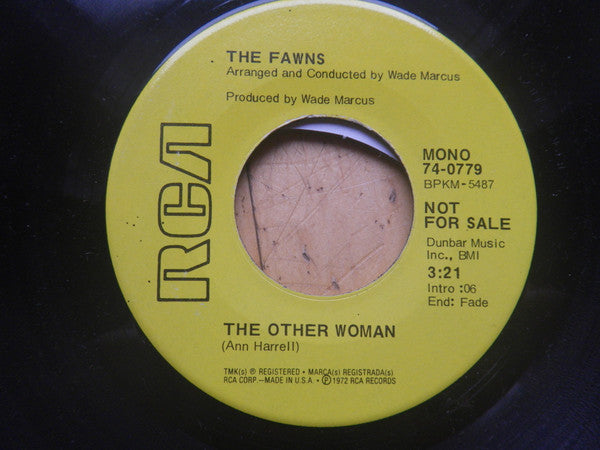 THE FAWNS
Arranged and Conducted by Wade Marcus
Produced by Wade Marcus
RCA
MONO
74-0779
BPKM-5487
NOT
FOR SALE
Dunbar Music
Inc., BMI
3:21
Intro :06
End: Fade
THE OTHER WOMAN
(Ann Harrell)
TMK(s) ® REGISTERED • MARCA(s) REGISTRADA(s)
RCA CORP.—MADE IN U.S.A. • ℗ 1972 RCA RECORDS